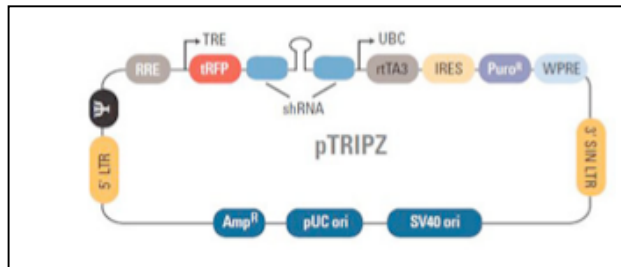 TRE
UBC
RRE
tRFP
rtTA3
IRES
Puroᴿ
WPRE
shRNA
Ψ
pTRIPZ
5' LTR
3' SIN LTR
Ampᴿ
pUC ori
SV40 ori